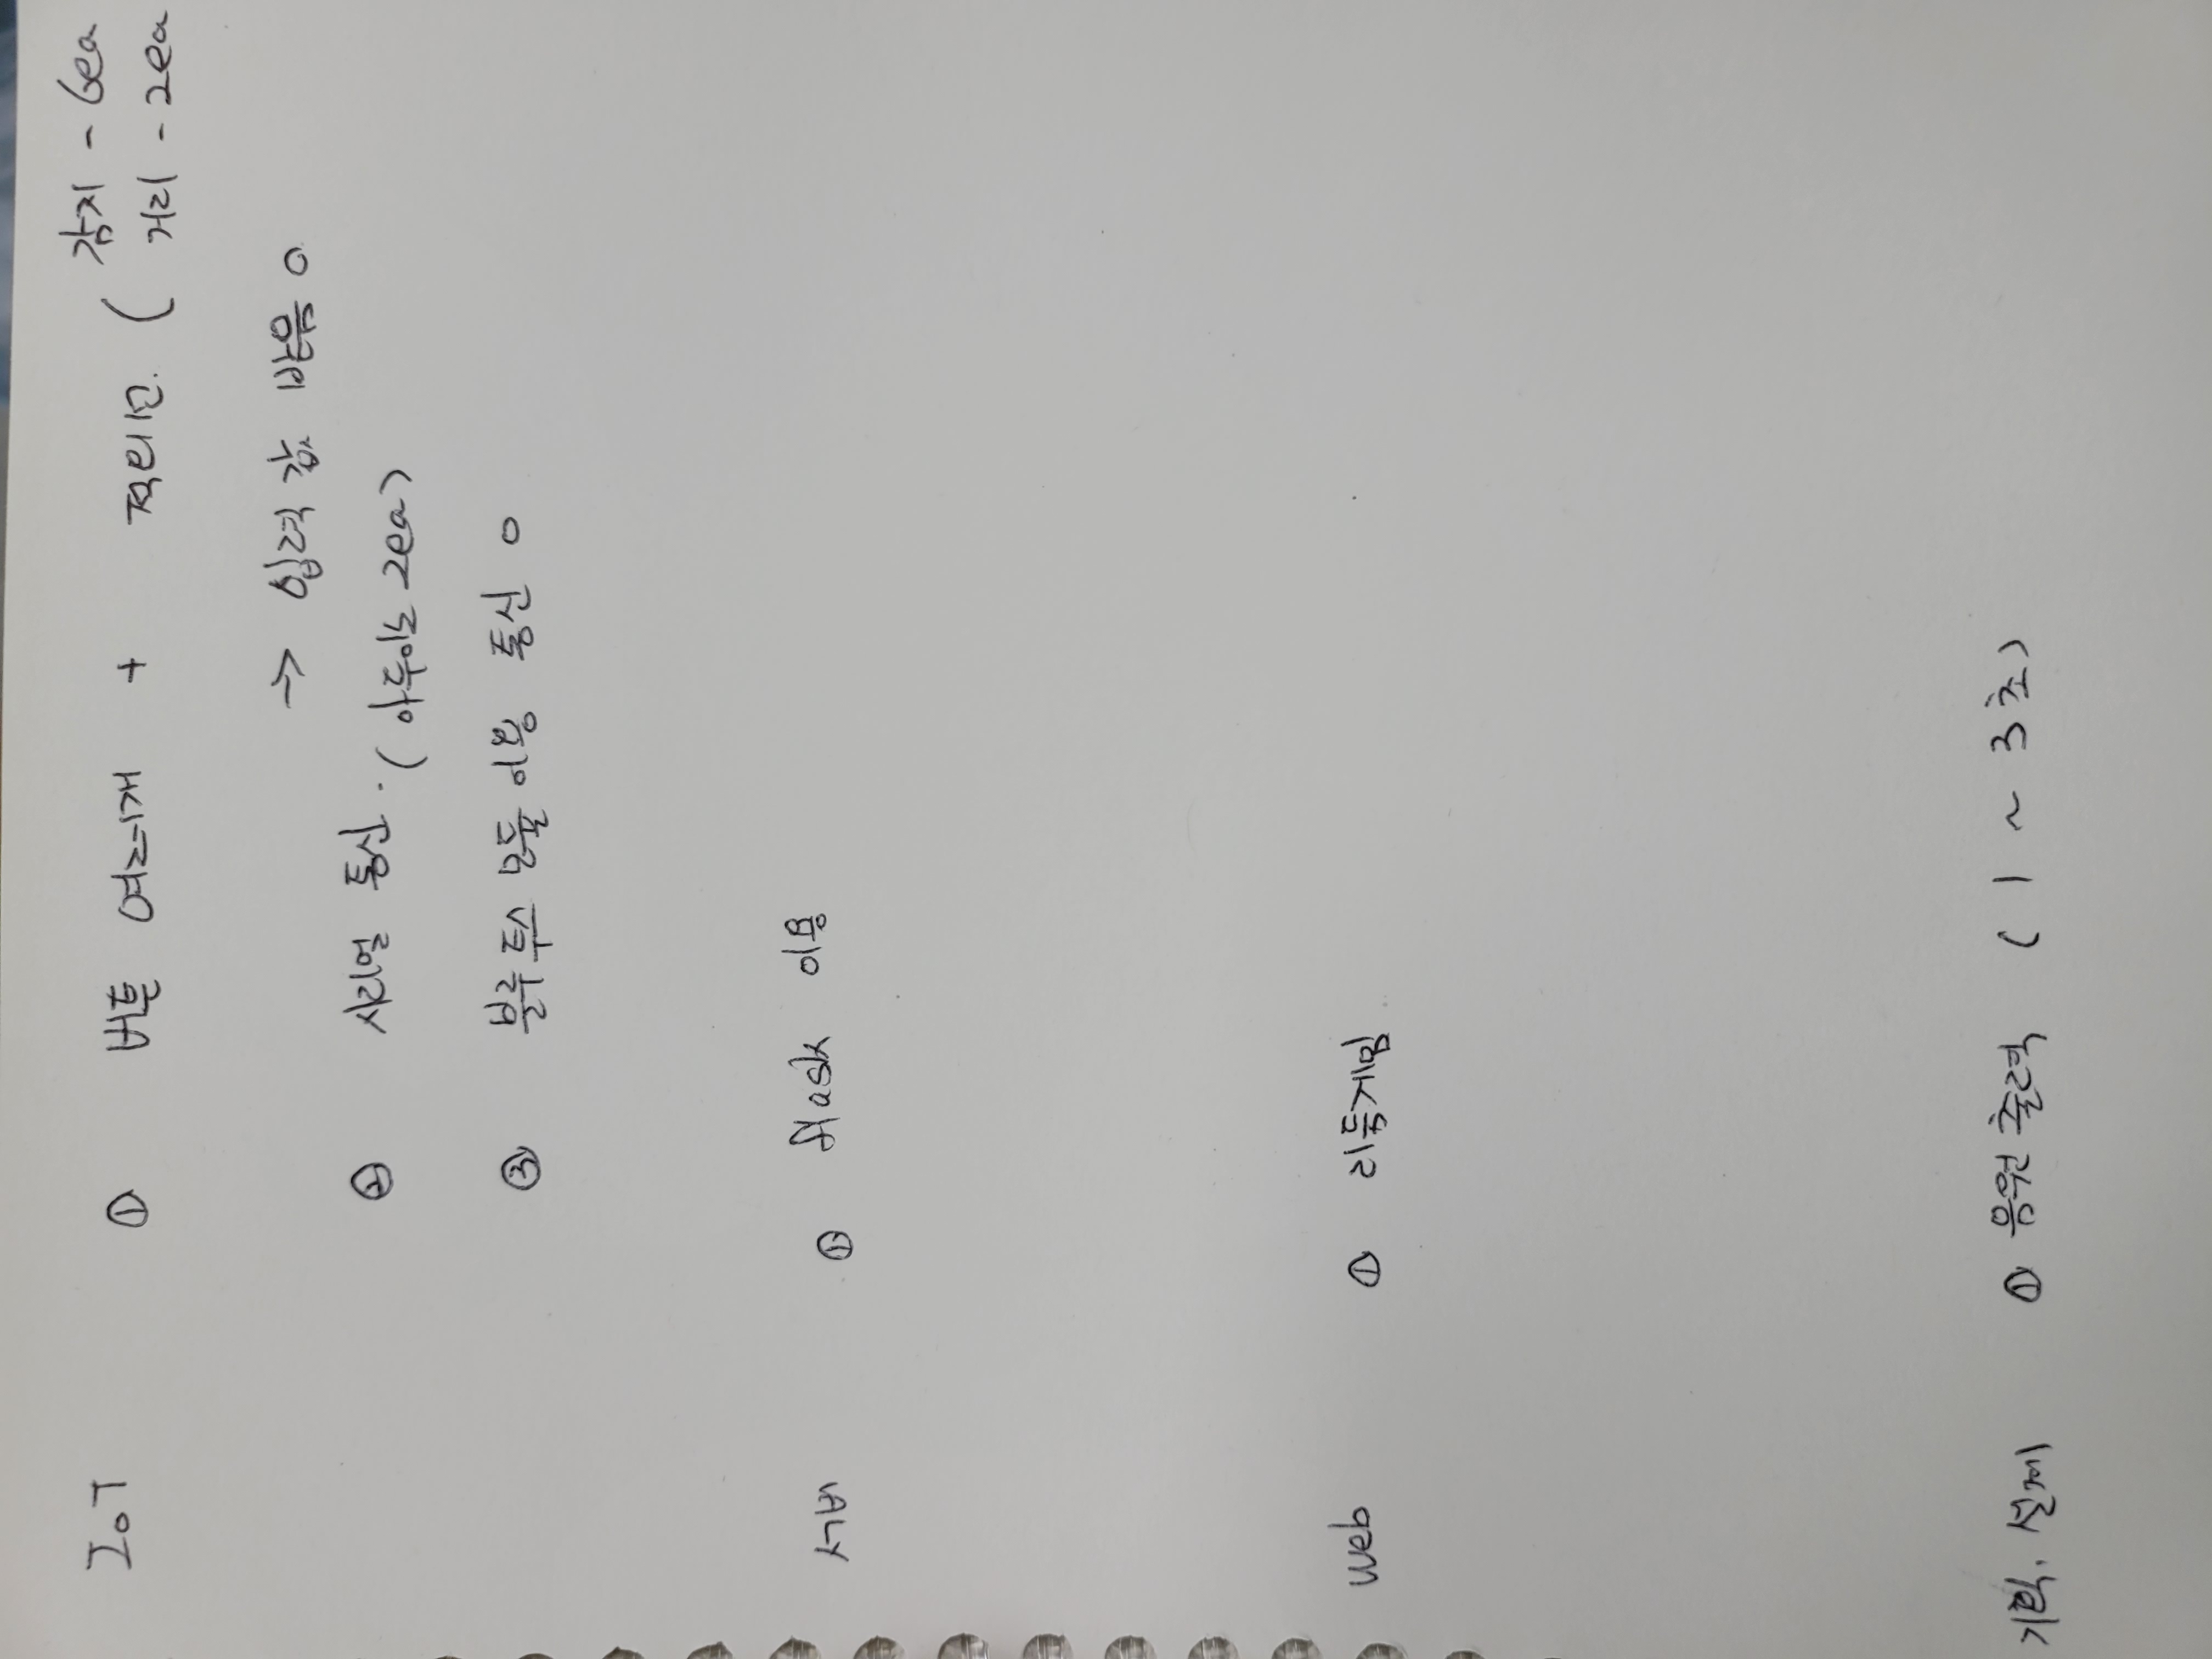 IoT ① 버튼 여러개 + 적외선. ( 감지 - 6ea
거리 - 2ea
→ 입력 값 받음 o
② 시리얼 통신. (아두이노 2ea)
③ 블루투스 모듈 이용 통신 o
서버 ① flask 이용
web ① 리듬게임
기획. 설계 ① 음원 출력 (1 ~ 3초)